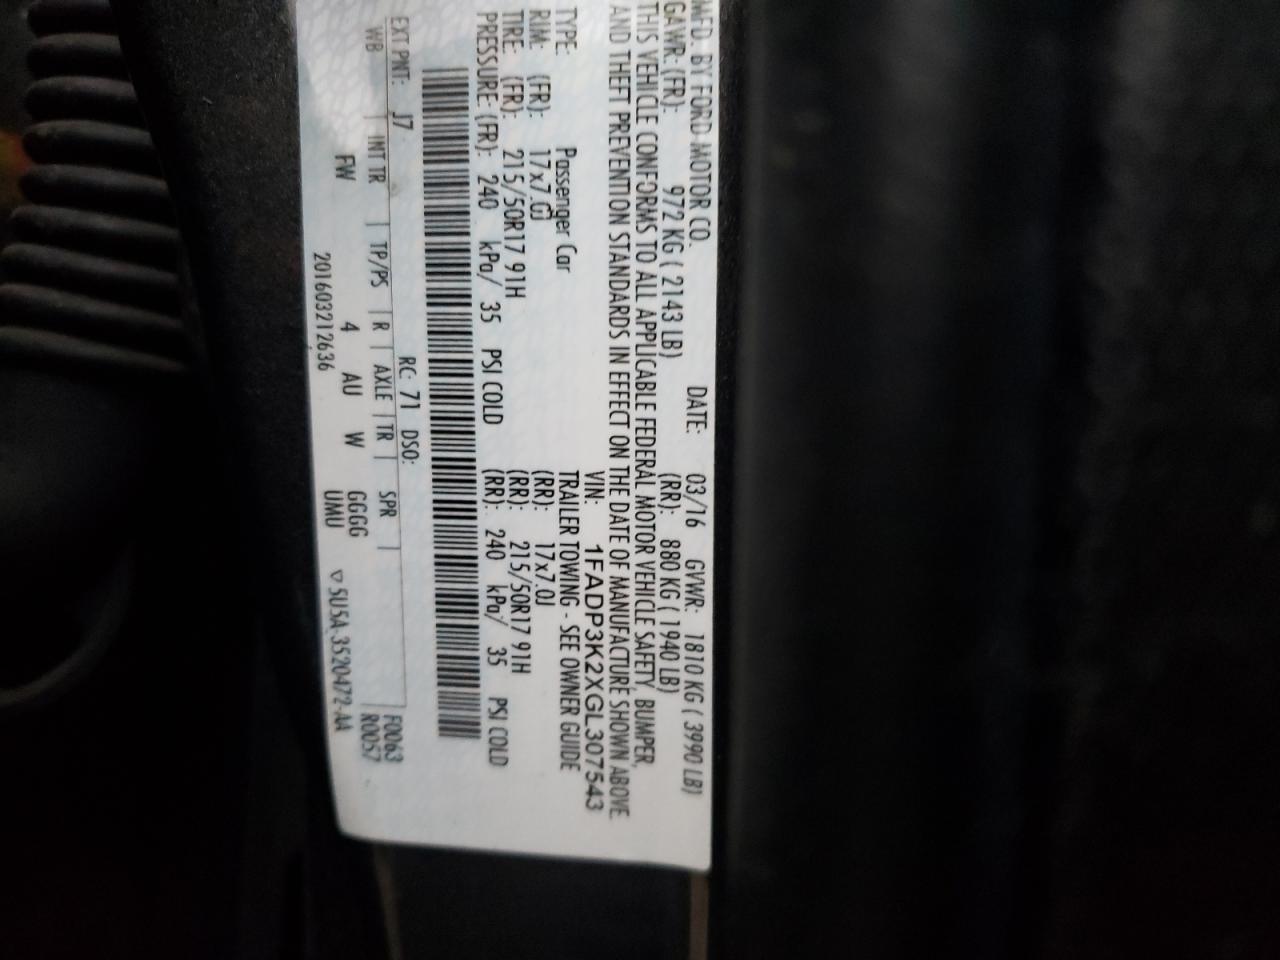 MFD. BY FORD MOTOR CO.
DATE: 03/16 GVWR: 1810 KG ( 3990 LB)
GAWR: (FR): 972 KG ( 2143 LB) (RR): 880 KG ( 1940 LB)
THIS VEHICLE CONFORMS TO ALL APPLICABLE FEDERAL MOTOR VEHICLE SAFETY, BUMPER,
AND THEFT PREVENTION STANDARDS IN EFFECT ON THE DATE OF MANUFACTURE SHOWN ABOVE.
VIN: 1FADP3K2XGL307543
TYPE: Passenger Car TRAILER TOWING - SEE OWNER GUIDE
RIM: (FR): 17x7.0J (RR): 17x7.0J
TIRE: (FR): 215/50R17 91H (RR): 215/50R17 91H
PRESSURE: (FR): 240 kPa/ 35 PSI COLD (RR): 240 kPa/ 35 PSI COLD
EXT PNT: J7 RC: 71 DSO: F0063
WB | INT TR | TP/PS | R | AXLE | TR | SPR | R0057
FW 4 AU W GGGG
201603212636 UMU ▽ 5U5A-3520472-AA